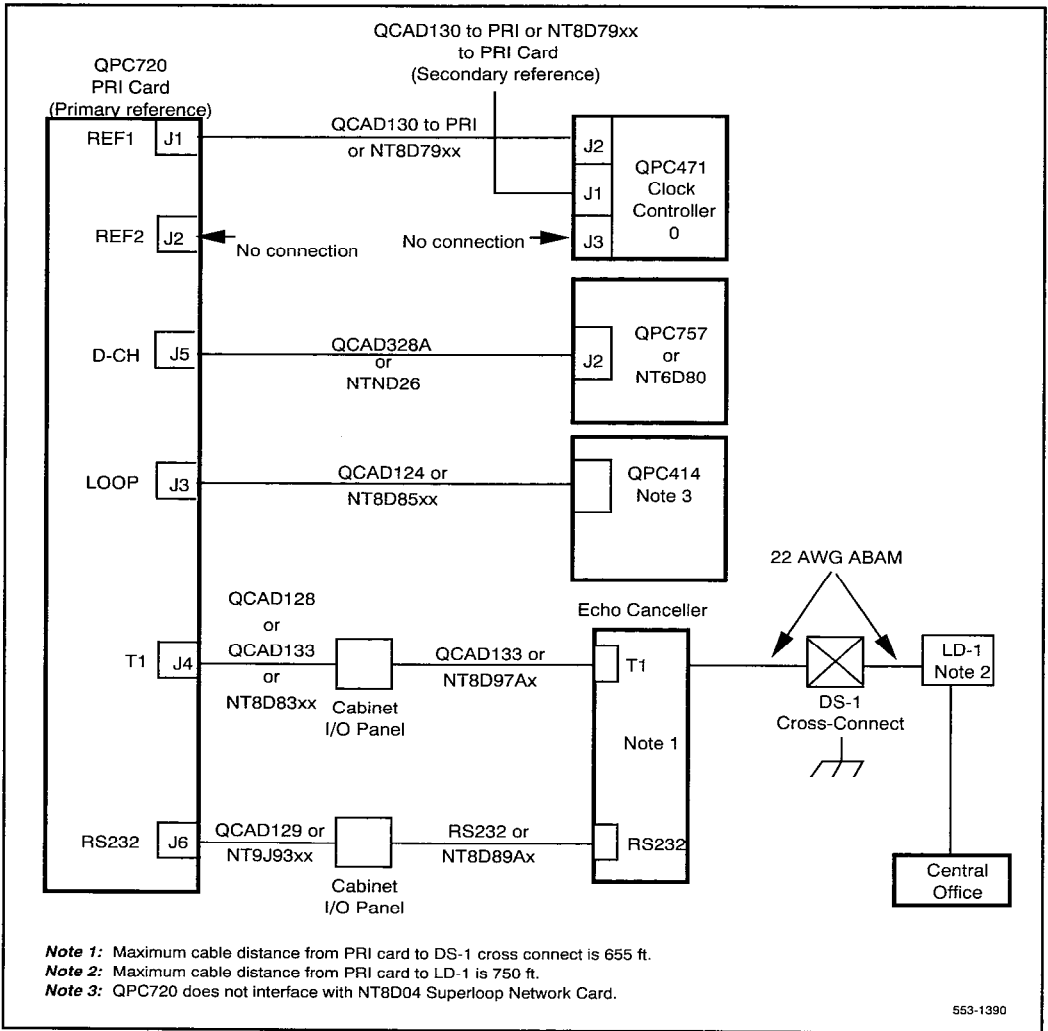 QCAD130 to PRI or NT8D79xx
to PRI Card
(Secondary reference)
QPC720
PRI Card
(Primary reference)
REF1
J1
QCAD130 to PRI
or NT8D79xx
J2
J1
J3
QPC471
Clock
Controller
0
REF2
J2
No connection
No connection
D-CH
J5
QCAD328A
or
NTND26
J2
QPC757
or
NT6D80
LOOP
J3
QCAD124 or
NT8D85xx
QPC414
Note 3
22 AWG ABAM
T1
J4
QCAD128
or
QCAD133
or
NT8D83xx
Cabinet
I/O Panel
QCAD133 or
NT8D97Ax
Echo Canceller
T1
Note 1
DS-1
Cross-Connect
LD-1
Note 2
RS232
J6
QCAD129 or
NT9J93xx
Cabinet
I/O Panel
RS232 or
NT8D89Ax
RS232
Central
Office
Note 1: Maximum cable distance from PRI card to DS-1 cross connect is 655 ft.
Note 2: Maximum cable distance from PRI card to LD-1 is 750 ft.
Note 3: QPC720 does not interface with NT8D04 Superloop Network Card.
553-1390